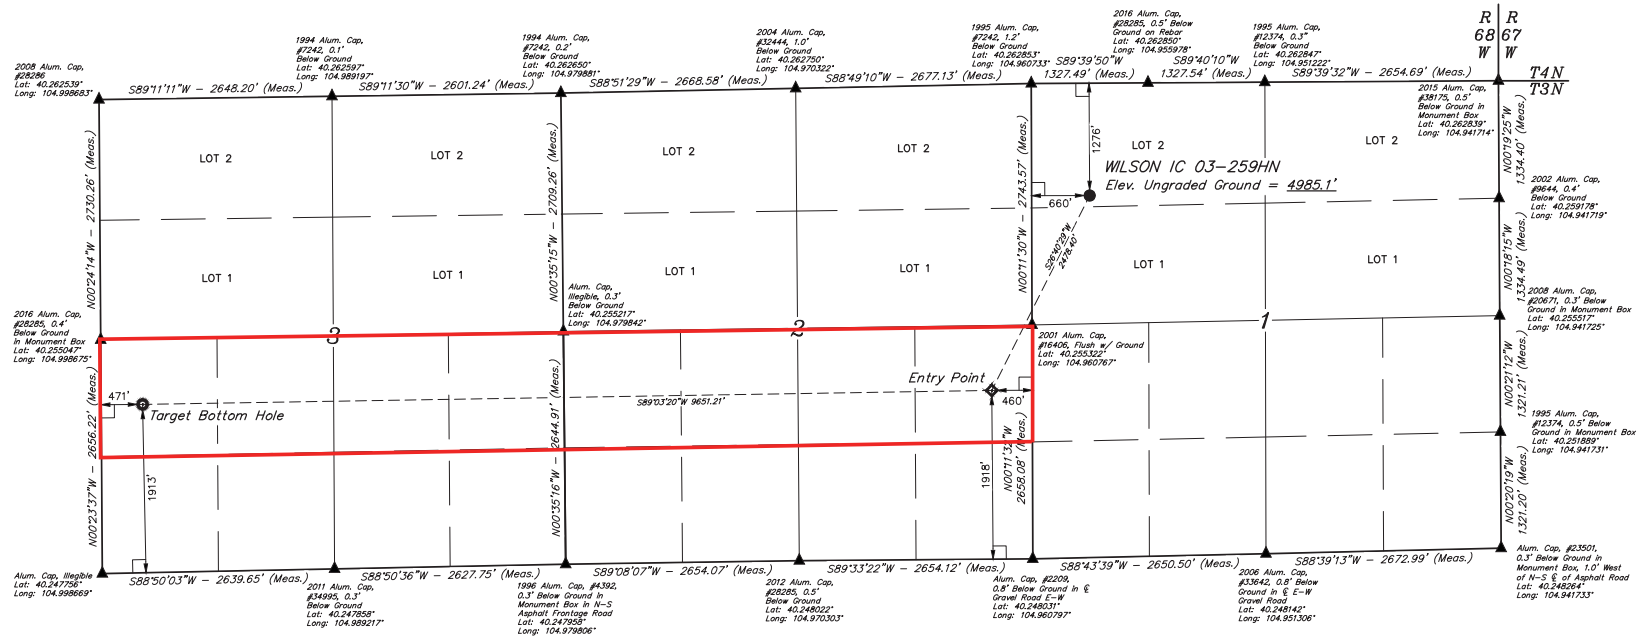 2008 Alum. Cap,
#28286
Lat: 40.262539°
Long: 104.998683°
1994 Alum. Cap,
#7242, 0.1'
Below Ground
Lat: 40.262597°
Long: 104.989197°
1994 Alum. Cap,
#7242, 0.2'
Below Ground
Lat: 40.262650°
Long: 104.979881°
2004 Alum. Cap,
#32444, 1.0'
Below Ground
Lat: 40.262750°
Long: 104.970322°
1995 Alum. Cap,
#7242, 1.2'
Below Ground
Lat: 40.262853°
Long: 104.960733°
2016 Alum. Cap,
#28285, 0.5' Below
Ground on Rebar
Lat: 40.262850°
Long: 104.955978°
1995 Alum. Cap,
#12374, 0.3"
Below Ground
Lat: 40.262847°
Long: 104.951222°
R R
68 67
W W
T4N
T3N
S89°11'11"W - 2648.20' (Meas.)
S89°11'30"W - 2601.24' (Meas.)
S88°51'29"W - 2668.58' (Meas.)
S88°49'10"W - 2677.13' (Meas.)
S89°39'50"W
1327.49' (Meas.)
S89°40'10"W
1327.54' (Meas.)
S89°39'32"W - 2654.69' (Meas.)
2015 Alum. Cap,
#38175, 0.5'
Below Ground in
Monument Box
Lat: 40.262839°
Long: 104.941714°
N00°24'14"W - 2730.26' (Meas.)
LOT 2
LOT 2
N00°35'15"W - 2709.26' (Meas.)
LOT 2
LOT 2
N00°11'30"W - 2743.57' (Meas.)
1276'
LOT 2
LOT 2
N00°19'25"W
1334.40' (Meas.)
WILSON IC 03-259HN
Elev. Ungraded Ground = 4985.1'
660'
2002 Alum. Cap,
#9644, 0.4'
Below Ground
Lat: 40.259178°
Long: 104.941719°
S26°40'29"W
2476.40'
LOT 1
LOT 1
LOT 1
LOT 1
LOT 1
LOT 1
N00°18'15"W
1334.49' (Meas.)
Alum. Cap,
Illegible, 0.3'
Below Ground
Lat: 40.255217°
Long: 104.979842°
2008 Alum. Cap,
#20671, 0.3' Below
Ground in Monument Box
Lat: 40.255517°
Long: 104.941725°
2016 Alum. Cap,
#28285, 0.4'
Below Ground
in Monument Box
Lat: 40.255047°
Long: 104.998675°
3
2
1
2001 Alum. Cap,
#16406, Flush w/ Ground
Lat: 40.255322°
Long: 104.960767°
471'
Target Bottom Hole
S89°03'20"W 9651.21'
Entry Point
460'
N00°21'12"W
1321.21' (Meas.)
1995 Alum. Cap,
#12374, 0.5' Below
Ground in Monument Box
Lat: 40.251889°
Long: 104.941731°
N00°23'37"W - 2656.22' (Meas.)
1913'
N00°35'16"W - 2644.91' (Meas.)
1918'
N00°11'32"W
2658.08' (Meas.)
N00°20'19"W
1321.20' (Meas.)
S88°50'03"W - 2639.65' (Meas.)
S88°50'36"W - 2627.75' (Meas.)
S89°08'07"W - 2654.07' (Meas.)
S89°33'22"W - 2654.12' (Meas.)
S88°43'39"W - 2650.50' (Meas.)
S88°39'13"W - 2672.99' (Meas.)
Alum. Cap, Illegible
Lat: 40.247756°
Long: 104.998669°
2011 Alum. Cap,
#34995, 0.3'
Below Ground
Lat: 40.247858°
Long: 104.989217°
1996 Alum. Cap, #4392,
0.3' Below Ground in
Monument Box in N-S
Asphalt Frontage Road
Lat: 40.247958°
Long: 104.979806°
2012 Alum. Cap,
#28285, 0.5'
Below Ground
Lat: 40.248022°
Long: 104.970303°
Alum. Cap, #2209,
0.8' Below Ground in ℄
Gravel Road E-W
Lat: 40.248031°
Long: 104.960797°
2006 Alum. Cap,
#33642, 0.8' Below
Ground in ℄ E-W
Gravel Road
Lat: 40.248142°
Long: 104.951306°
Alum. Cap, #23501,
0.3' Below Ground in
Monument Box, 1.0' West
of N-S ℄ of Asphalt Road
Lat: 40.248264°
Long: 104.941733°